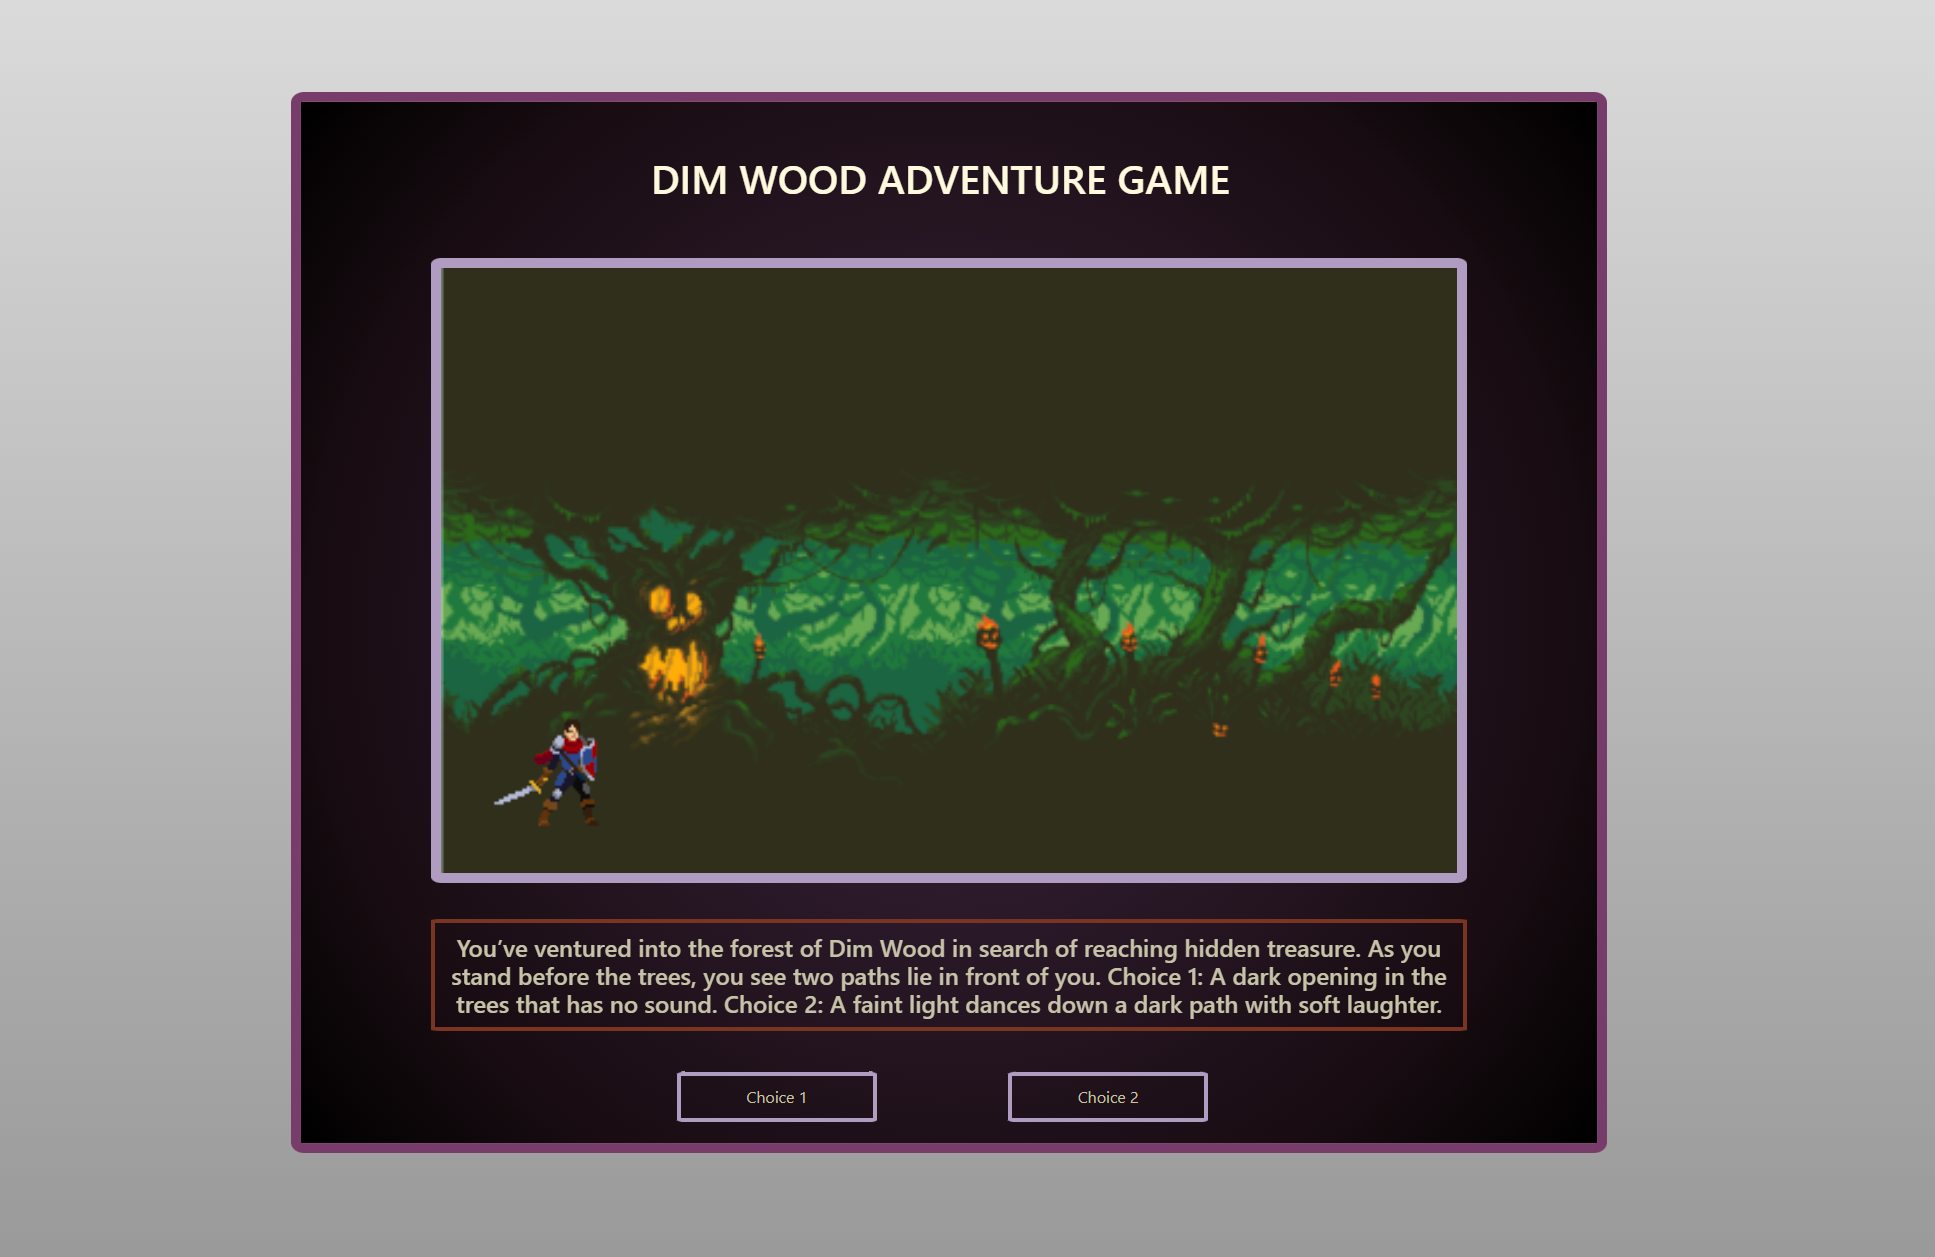 DIM WOOD ADVENTURE GAME
You’ve ventured into the forest of Dim Wood in search of reaching hidden treasure. As you
stand before the trees, you see two paths lie in front of you. Choice 1: A dark opening in the
trees that has no sound. Choice 2: A faint light dances down a dark path with soft laughter.
Choice 1
Choice 2